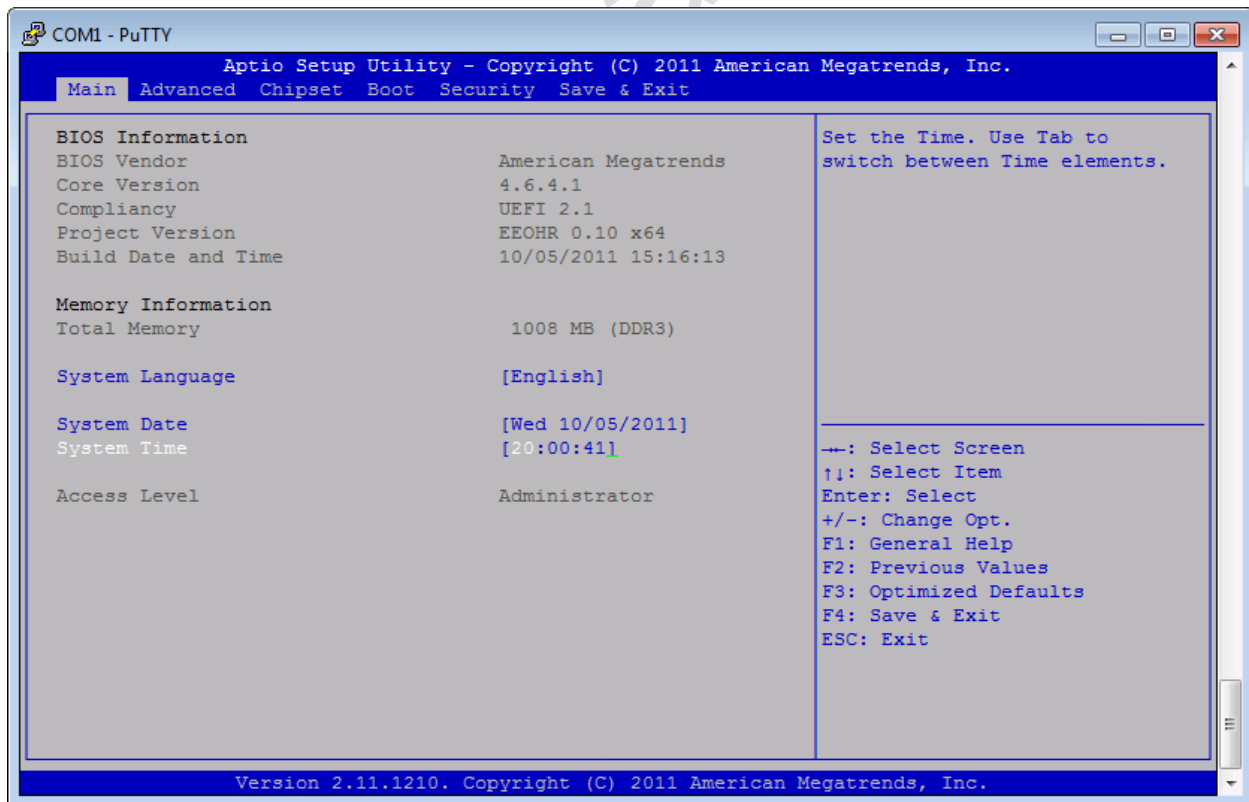 COM1 - PuTTY
Aptio Setup Utility - Copyright (C) 2011 American Megatrends, Inc.
Main Advanced Chipset Boot Security Save & Exit
BIOS Information
BIOS Vendor American Megatrends
Core Version 4.6.4.1
Compliancy UEFI 2.1
Project Version EEOHR 0.10 x64
Build Date and Time 10/05/2011 15:16:13
Memory Information
Total Memory 1008 MB (DDR3)
System Language [English]
System Date [Wed 10/05/2011]
System Time [20:00:41]
Access Level Administrator
Set the Time. Use Tab to
switch between Time elements.
→←: Select Screen
↑↓: Select Item
Enter: Select
+/-: Change Opt.
F1: General Help
F2: Previous Values
F3: Optimized Defaults
F4: Save & Exit
ESC: Exit
Version 2.11.1210. Copyright (C) 2011 American Megatrends, Inc.